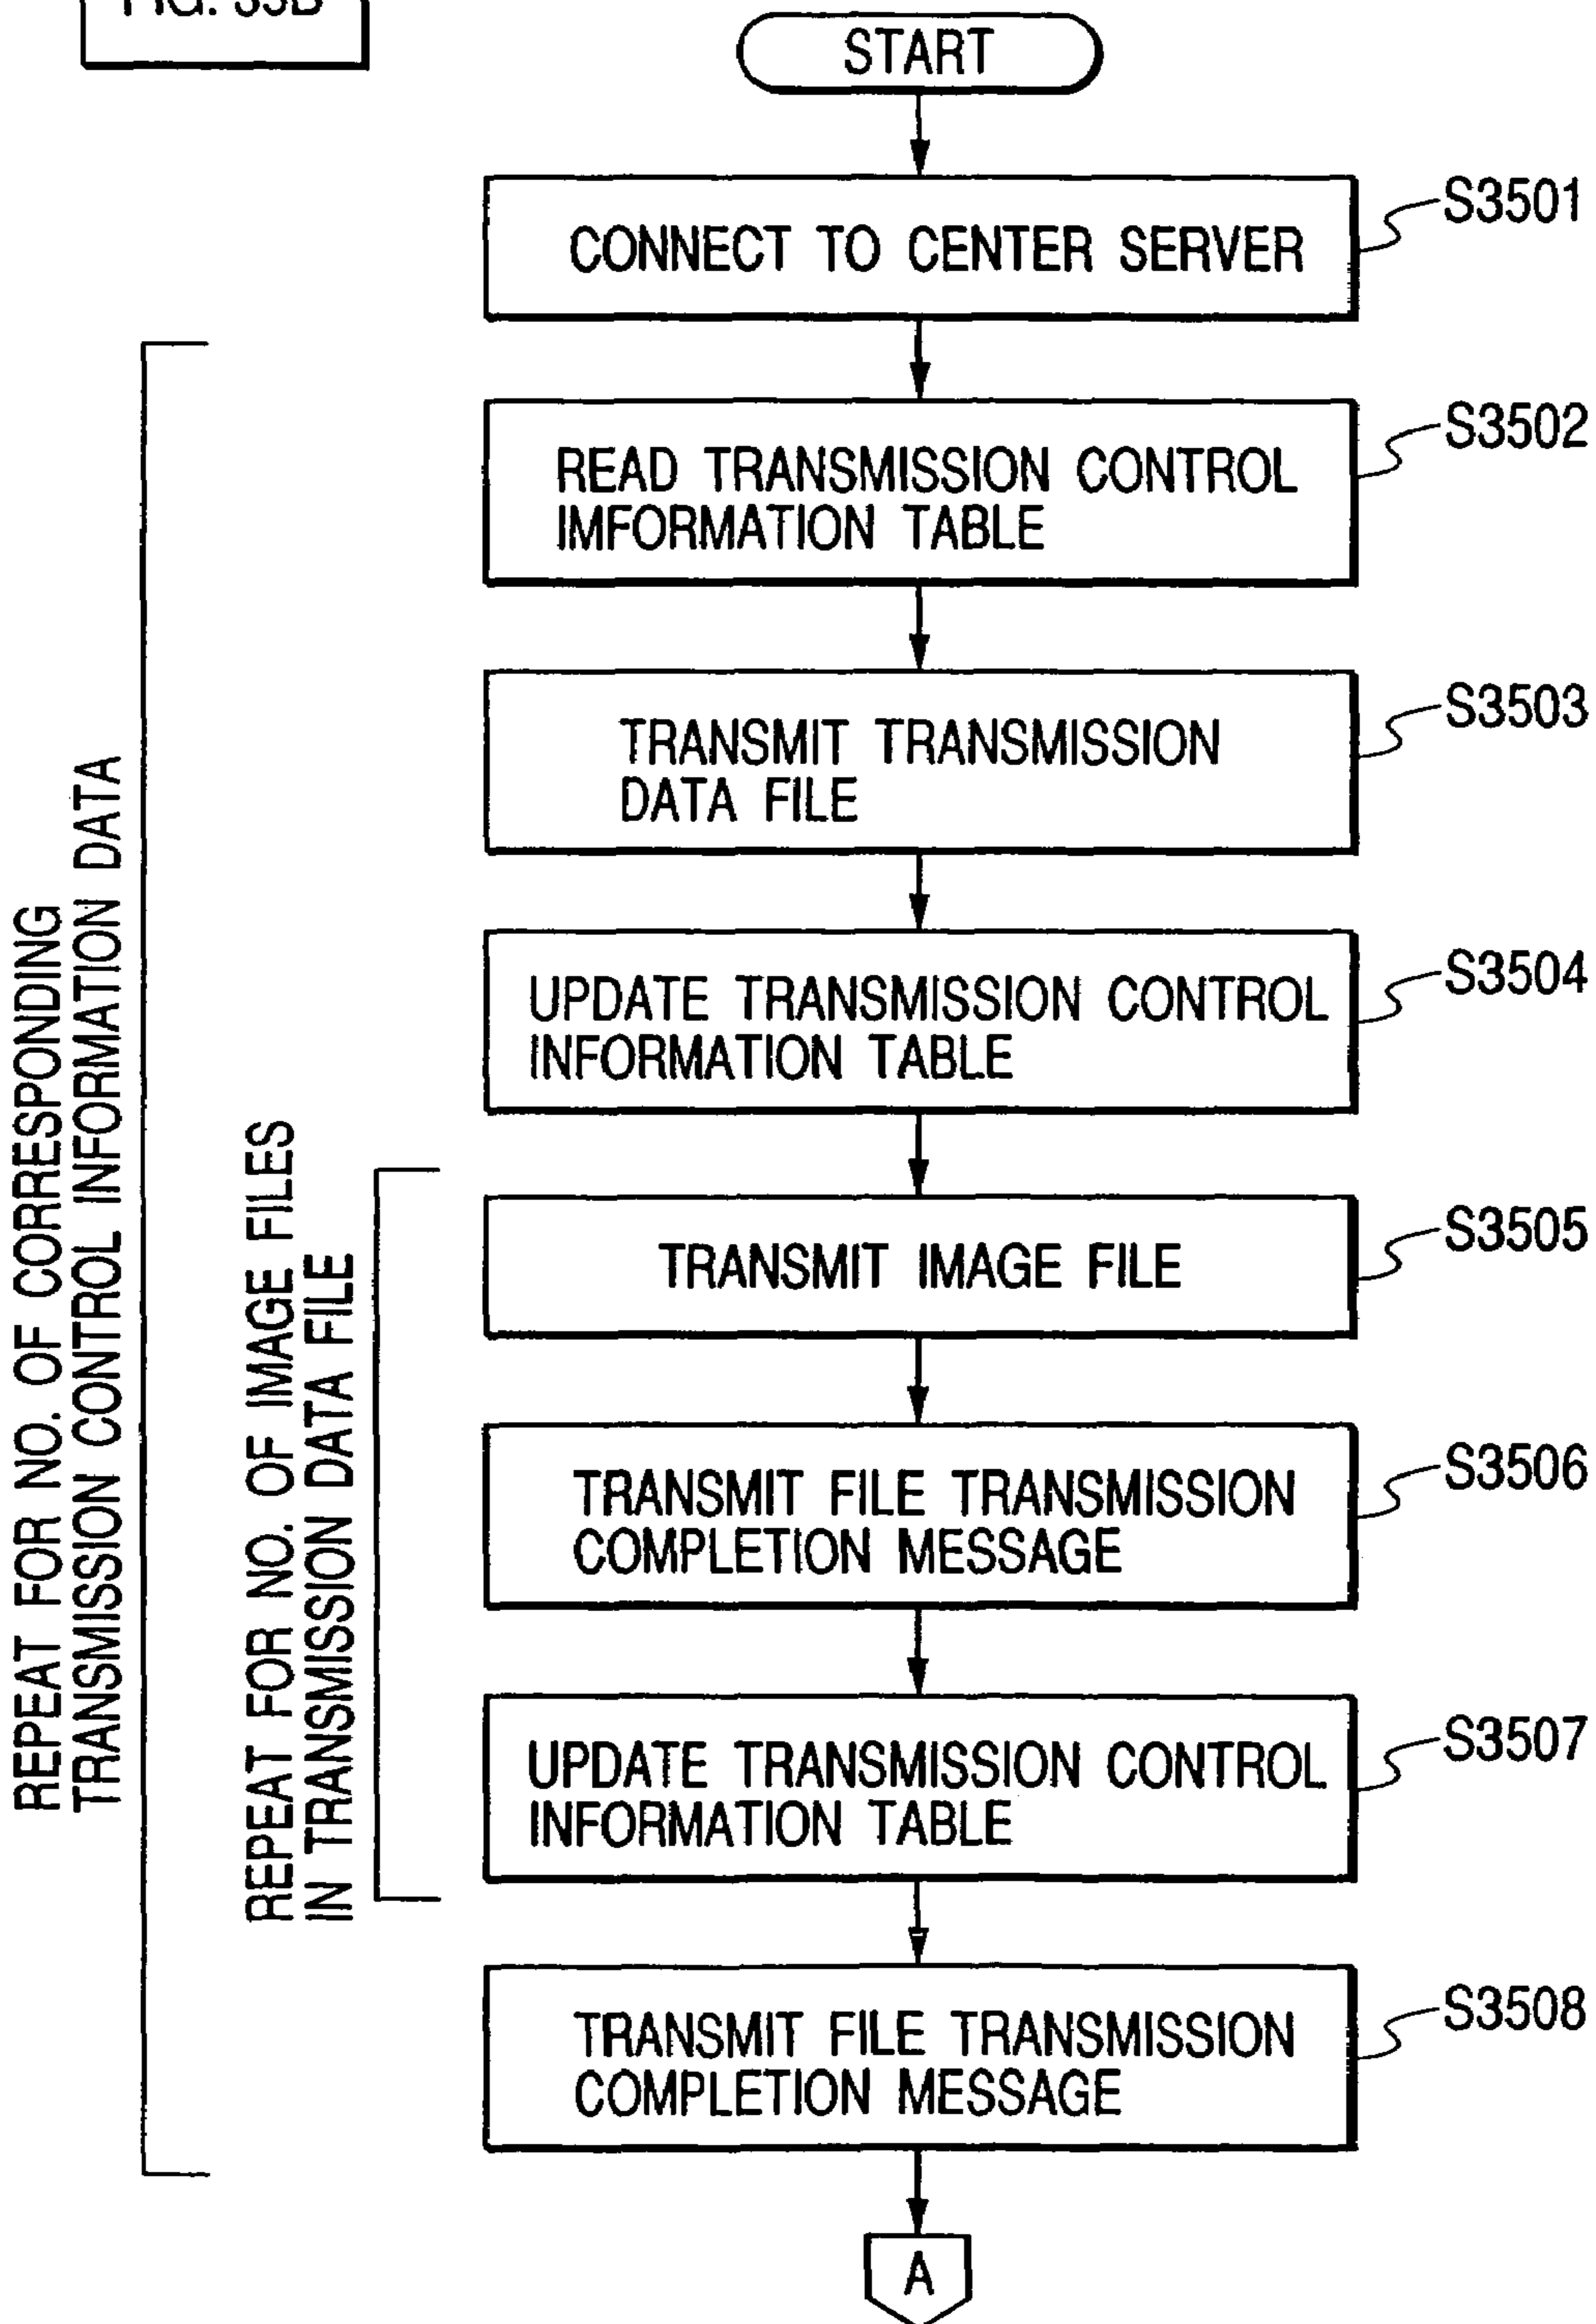 START
CONNECT TO CENTER SERVER
S3501
READ TRANSMISSION CONTROL
IMFORMATION TABLE
S3502
TRANSMIT TRANSMISSION
DATA FILE
S3503
UPDATE TRANSMISSION CONTROL
INFORMATION TABLE
S3504
TRANSMIT IMAGE FILE
S3505
TRANSMIT FILE TRANSMISSION
COMPLETION MESSAGE
S3506
UPDATE TRANSMISSION CONTROL
INFORMATION TABLE
S3507
TRANSMIT FILE TRANSMISSION
COMPLETION MESSAGE
S3508
A
REPEAT FOR NO. OF CORRESPONDING
TRANSMISSION CONTROL INFORMATION DATA
REPEAT FOR NO. OF IMAGE FILES
IN TRANSMISSION DATA FILE